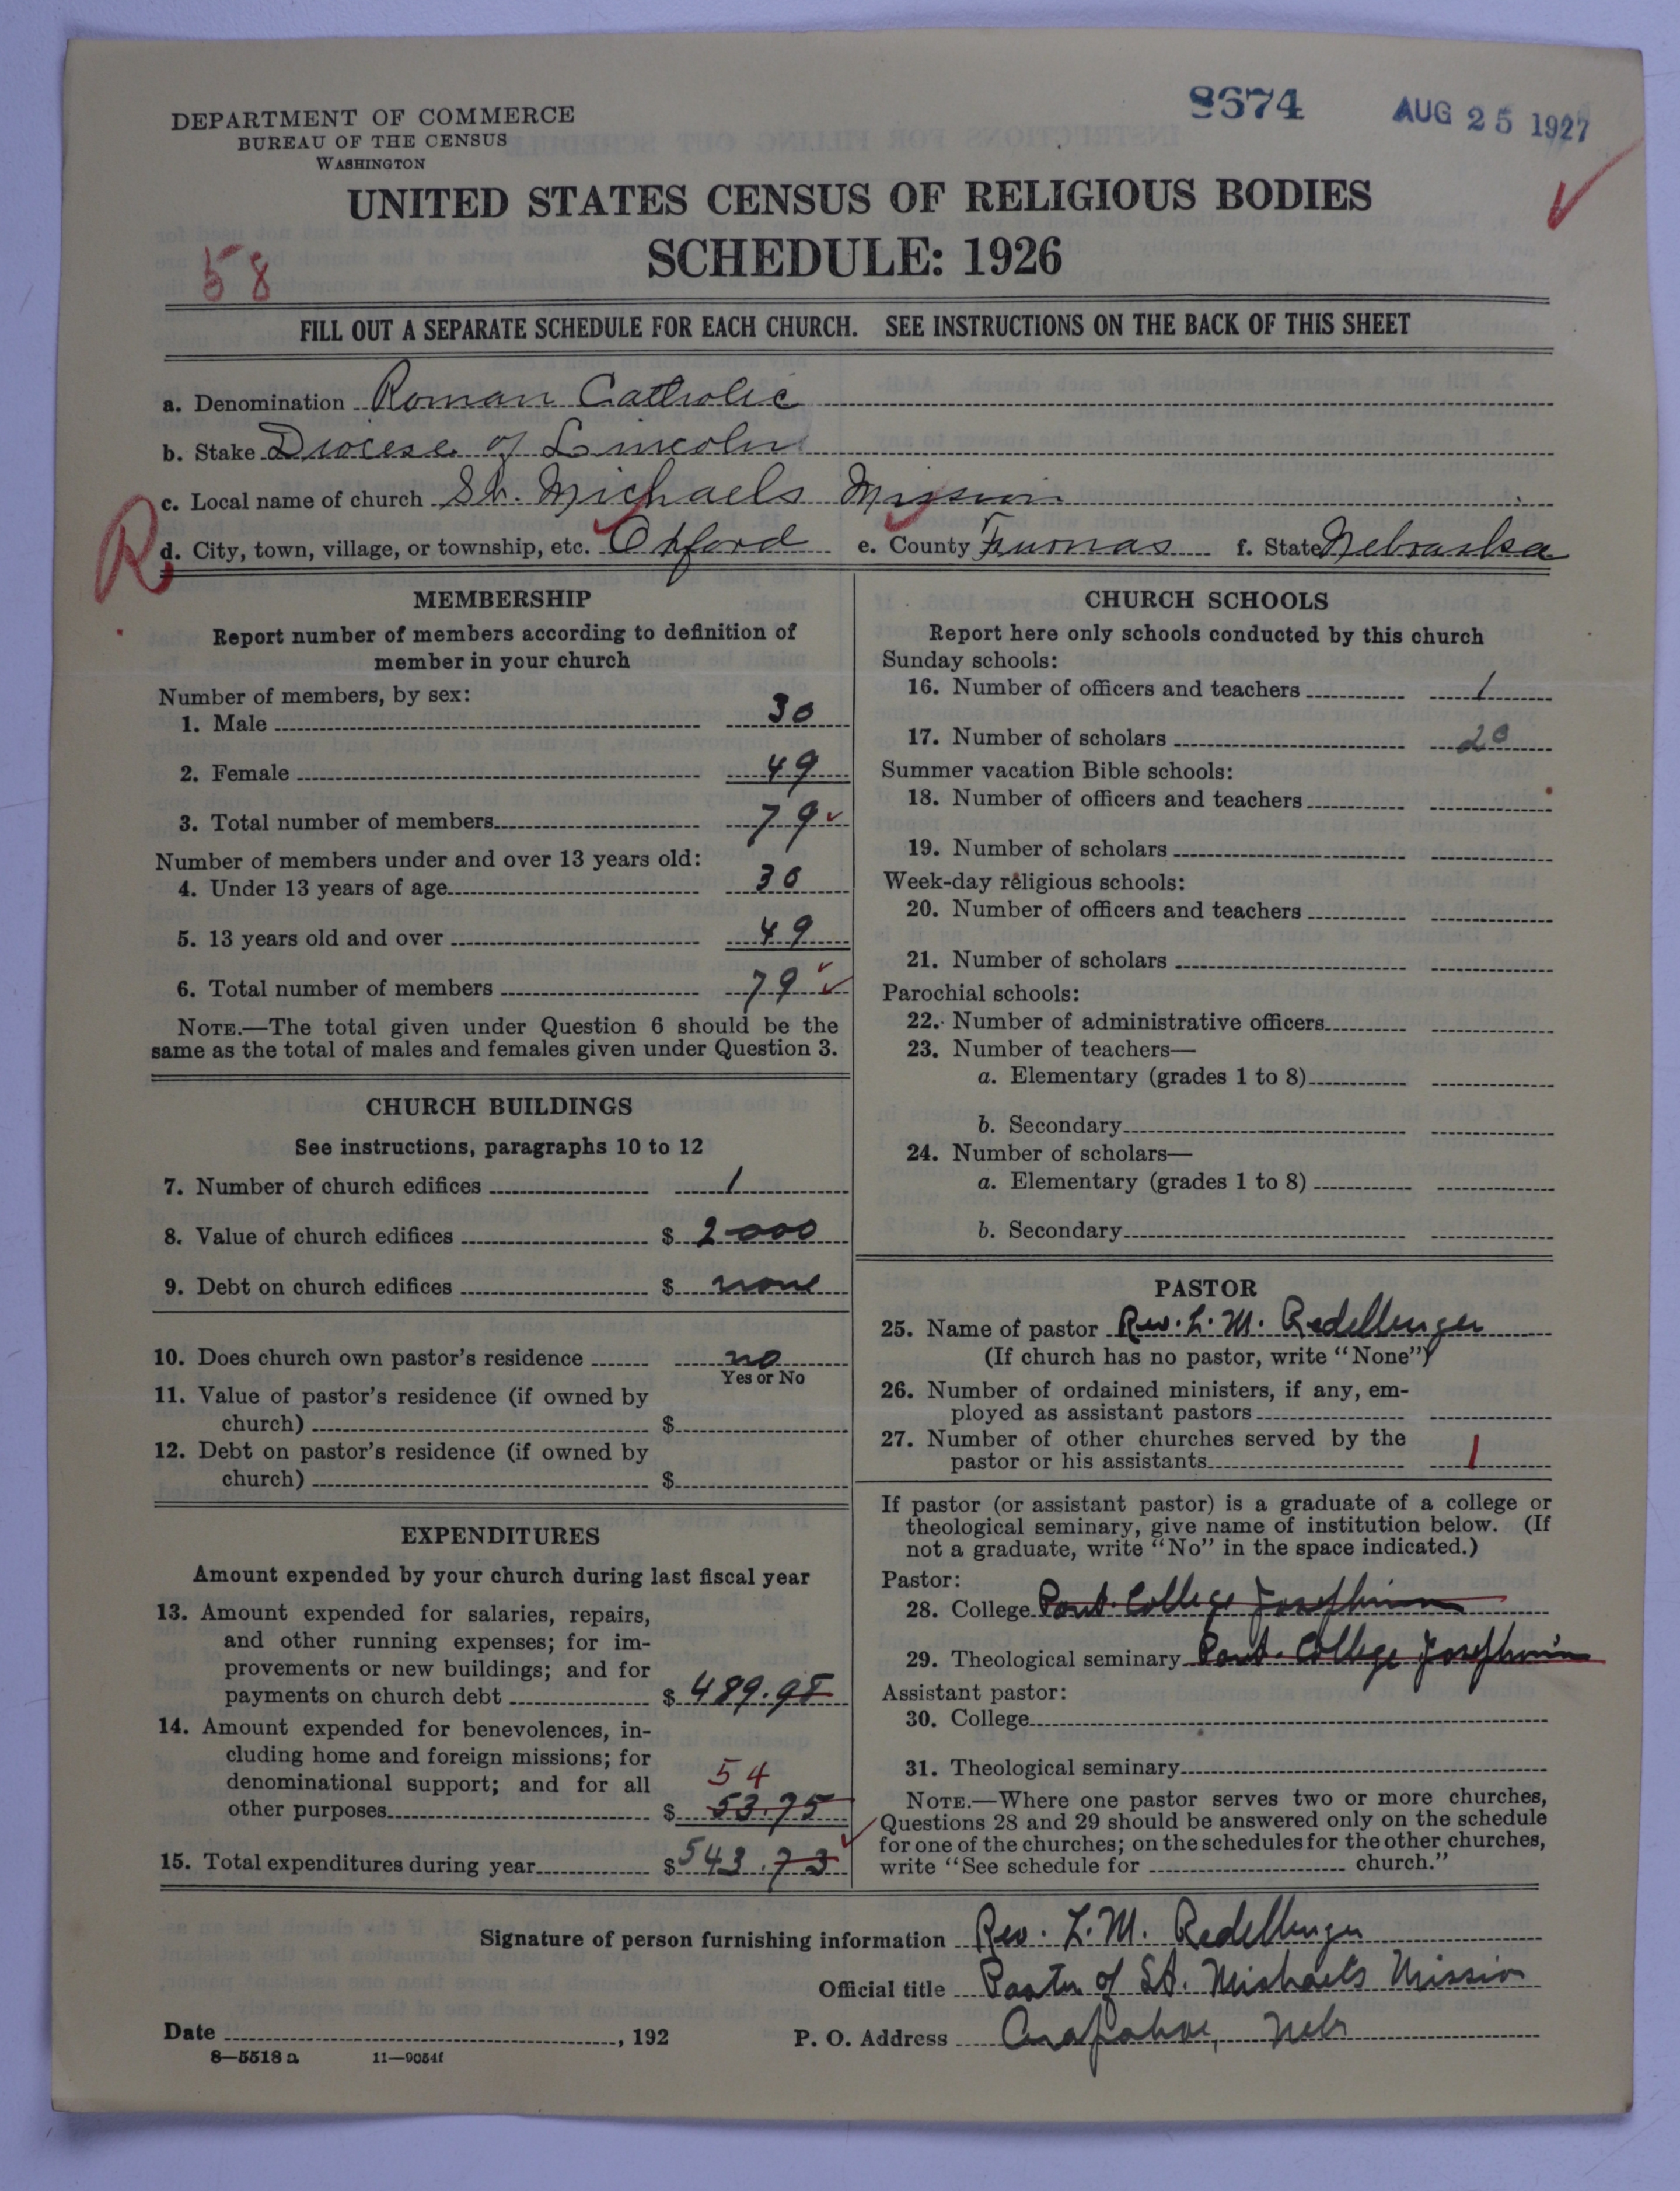 DEPARTMENT OF COMMERCE
BUREAU OF THE CENSUS
WASHINGTON
8674
AUG 25 1927
UNITED STATES CENSUS OF RELIGIOUS BODIES
SCHEDULE: 1926
58
FILL OUT A SEPARATE SCHEDULE FOR EACH CHURCH. SEE INSTRUCTIONS ON THE BACK OF THIS SHEET
a. Denomination Roman Catholic
b. Stake Diocese of Lincoln
c. Local name of church St. Michaels Mission
R
d. City, town, village, or township, etc. Oxford e. County Furnas f. State Nebraska
MEMBERSHIP
Report number of members according to definition of
member in your church
Number of members, by sex:
1. Male 30
2. Female 49
3. Total number of members 79
Number of members under and over 13 years old:
4. Under 13 years of age 30
5. 13 years old and over 49
6. Total number of members 79
NOTE.—The total given under Question 6 should be the
same as the total of males and females given under Question 3.
CHURCH BUILDINGS
See instructions, paragraphs 10 to 12
7. Number of church edifices 1
8. Value of church edifices $ 2000
9. Debt on church edifices $ none
10. Does church own pastor's residence no
Yes or No
11. Value of pastor's residence (if owned by
church) $
12. Debt on pastor's residence (if owned by
church) $
EXPENDITURES
Amount expended by your church during last fiscal year
13. Amount expended for salaries, repairs,
and other running expenses; for im-
provements or new buildings; and for
payments on church debt $ 489.98
14. Amount expended for benevolences, in-
cluding home and foreign missions; for
denominational support; and for all
54
other purposes $ 53.75
15. Total expenditures during year $ 543.73
CHURCH SCHOOLS
Report here only schools conducted by this church
Sunday schools:
16. Number of officers and teachers 1
17. Number of scholars 20
Summer vacation Bible schools:
18. Number of officers and teachers
19. Number of scholars
Week-day religious schools:
20. Number of officers and teachers
21. Number of scholars
Parochial schools:
22. Number of administrative officers
23. Number of teachers—
a. Elementary (grades 1 to 8)
b. Secondary
24. Number of scholars—
a. Elementary (grades 1 to 8)
b. Secondary
PASTOR
25. Name of pastor Rev. L. M. Redellberger
(If church has no pastor, write "None")
26. Number of ordained ministers, if any, em-
ployed as assistant pastors
27. Number of other churches served by the
pastor or his assistants 1
If pastor (or assistant pastor) is a graduate of a college or
theological seminary, give name of institution below. (If
not a graduate, write "No" in the space indicated.)
Pastor:
28. College Pont. College Josephinum
29. Theological seminary Pont. College Josephinum
Assistant pastor:
30. College
31. Theological seminary
NOTE.—Where one pastor serves two or more churches,
Questions 28 and 29 should be answered only on the schedule
for one of the churches; on the schedules for the other churches,
write "See schedule for church."
Signature of person furnishing information Rev. L. M. Redellberger
Official title Pastor of St. Michaels Mission
Date , 192
P. O. Address Arapahoe, Nebr
8—5518 a 11—9054f